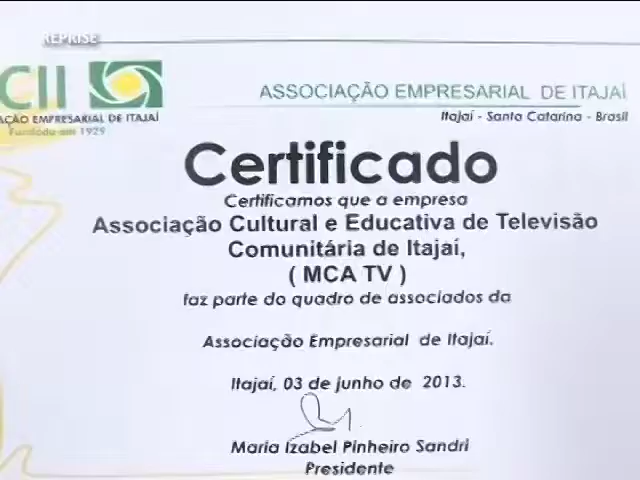 REPRISE
CII
AÇÃO EMPRESARIAL DE ITAJAÍ
Fundada em 1929
ASSOCIAÇÃO EMPRESARIAL DE ITAJAÍ
Itajaí - Santa Catarina - Brasil
Certificado
Certificamos que a empresa
Associação Cultural e Educativa de Televisão
Comunitária de Itajaí,
( MCA TV )
faz parte do quadro de associados da
Associação Empresarial de Itajaí.
Itajaí, 03 de junho de 2013.
Maria Izabel Pinheiro Sandri
Presidente